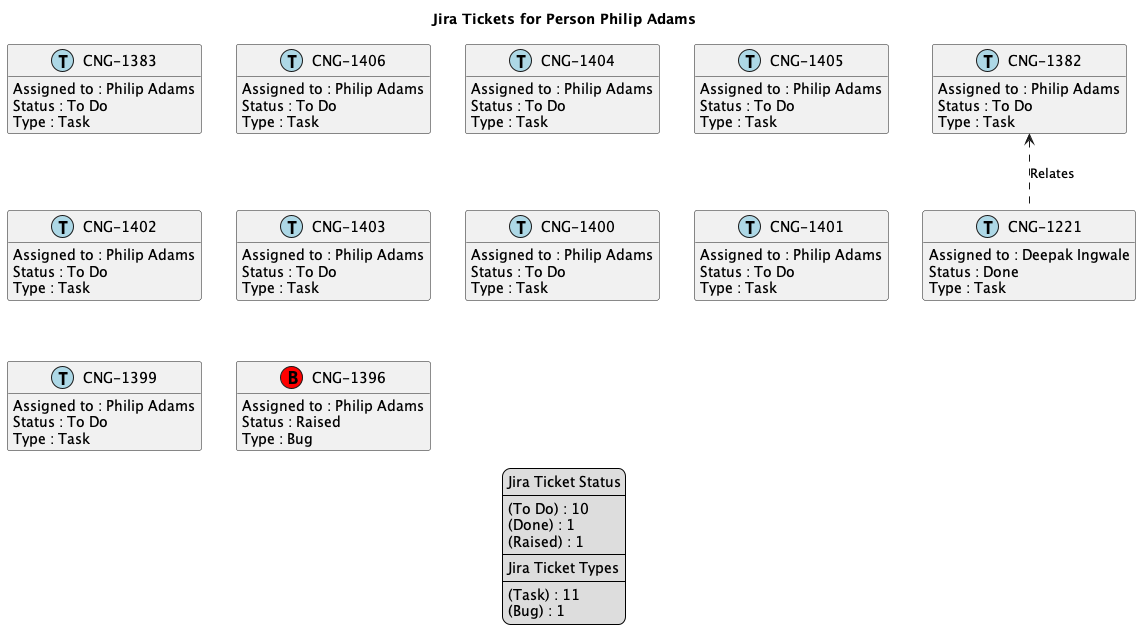 Jira Tickets for Person Philip Adams
T CNG-1383
Assigned to : Philip Adams
Status : To Do
Type : Task
T CNG-1406
Assigned to : Philip Adams
Status : To Do
Type : Task
T CNG-1404
Assigned to : Philip Adams
Status : To Do
Type : Task
T CNG-1405
Assigned to : Philip Adams
Status : To Do
Type : Task
T CNG-1382
Assigned to : Philip Adams
Status : To Do
Type : Task
Relates
T CNG-1402
Assigned to : Philip Adams
Status : To Do
Type : Task
T CNG-1403
Assigned to : Philip Adams
Status : To Do
Type : Task
T CNG-1400
Assigned to : Philip Adams
Status : To Do
Type : Task
T CNG-1401
Assigned to : Philip Adams
Status : To Do
Type : Task
T CNG-1221
Assigned to : Deepak Ingwale
Status : Done
Type : Task
T CNG-1399
Assigned to : Philip Adams
Status : To Do
Type : Task
B CNG-1396
Assigned to : Philip Adams
Status : Raised
Type : Bug
Jira Ticket Status
(To Do) : 10
(Done) : 1
(Raised) : 1
Jira Ticket Types
(Task) : 11
(Bug) : 1